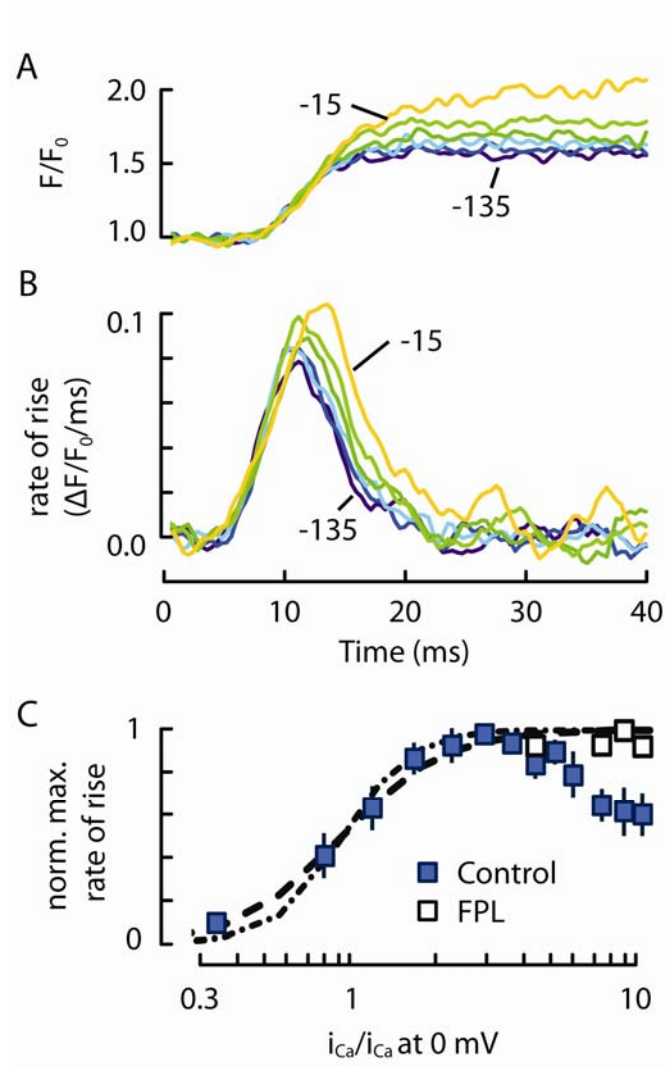 A
2.0
1.5
1.0
F/F0
-15
-135
B
0.1
0.0
rate of rise
(ΔF/F0/ms)
-15
-135
0 10 20 30 40
Time (ms)
C
1
0
norm. max.
rate of rise
Control
FPL
0.3 1 10
iCa/iCa at 0 mV